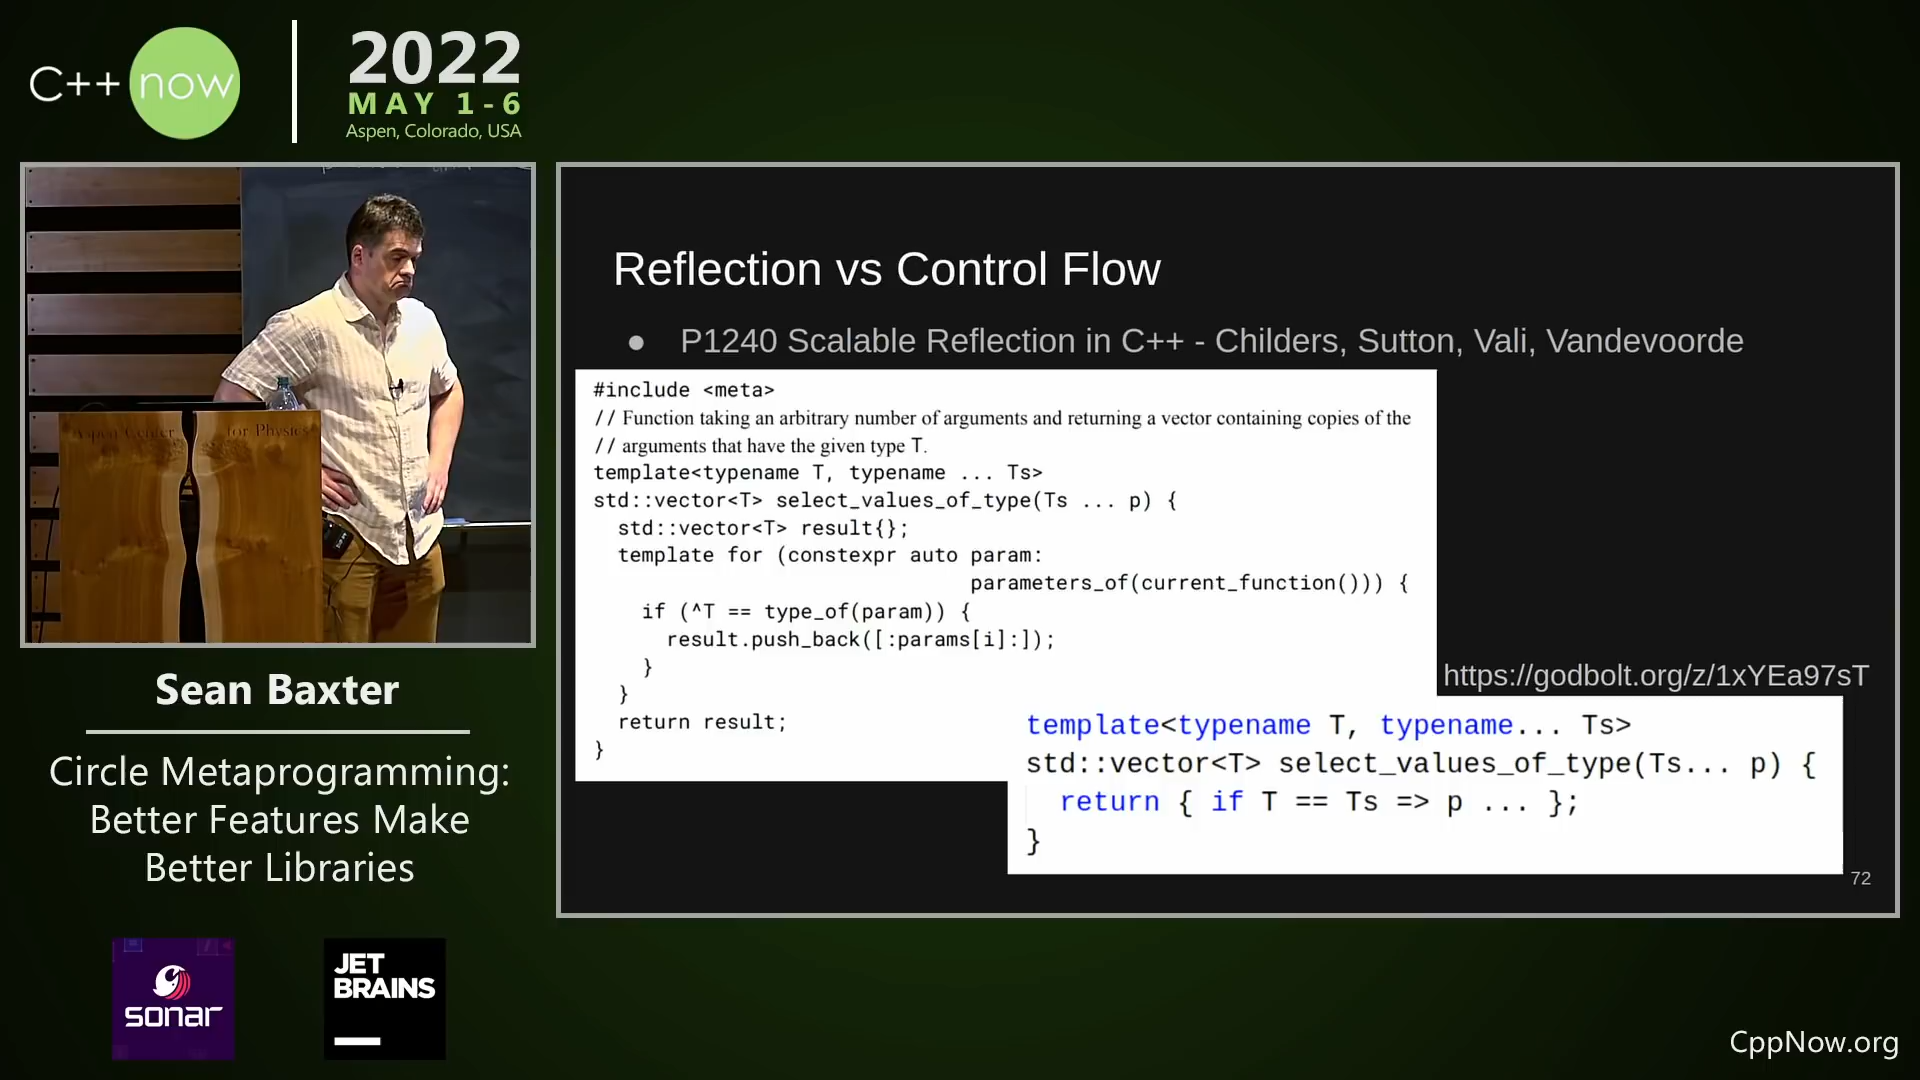 C++ now
2022
MAY 1-6
Aspen, Colorado, USA
Reflection vs Control Flow
● P1240 Scalable Reflection in C++ - Childers, Sutton, Vali, Vandevoorde
#include <meta>
// Function taking an arbitrary number of arguments and returning a vector containing copies of the
// arguments that have the given type T.
template<typename T, typename ... Ts>
std::vector<T> select_values_of_type(Ts ... p) {
std::vector<T> result{};
template for (constexpr auto param:
parameters_of(current_function())) {
if (^T == type_of(param)) {
result.push_back([:params[i]:]);
}
}
return result;
}
https://godbolt.org/z/1xYEa97sT
template<typename T, typename... Ts>
std::vector<T> select_values_of_type(Ts... p) {
return { if T == Ts => p ... };
}
72
Aspen Center for Physics
Sean Baxter
Circle Metaprogramming:
Better Features Make
Better Libraries
sonar
JET
BRAINS
CppNow.org